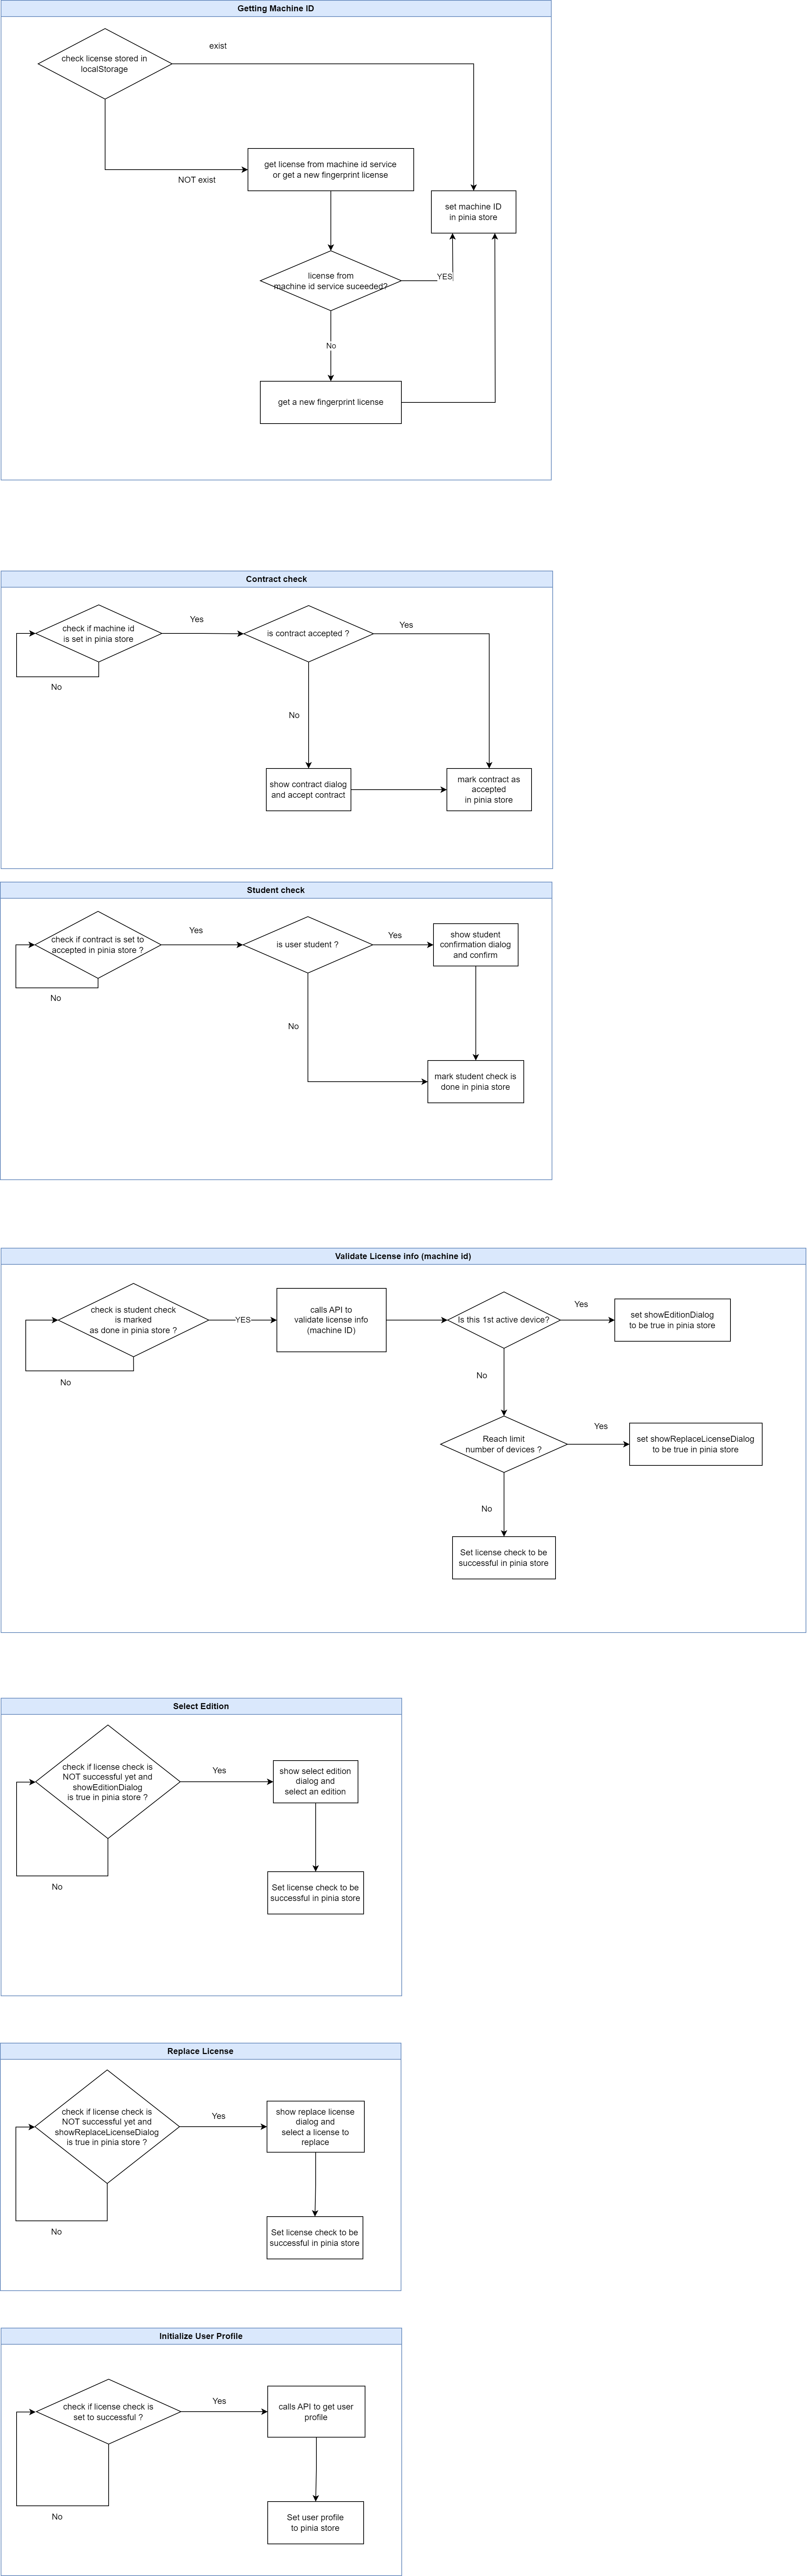 Getting Machine ID
exist
check license stored in
localStorage
get license from machine id service
or get a new fingerprint license
NOT exist
set machine ID
in pinia store
license from
machine id service suceeded?
YES
No
get a new fingerprint license
Contract check
Yes
Yes
check if machine id
is set in pinia store
is contract accepted ?
No
No
show contract dialog
and accept contract
mark contract as
accepted
in pinia store
Student check
Yes
Yes
check if contract is set to
accepted in pinia store ?
is user student ?
show student
confirmation dialog
and confirm
No
No
mark student check is
done in pinia store
Validate License info (machine id)
check is student check
is marked
as done in pinia store ?
YES
calls API to
validate license info
(machine ID)
Is this 1st active device?
Yes
set showEditionDialog
to be true in pinia store
No
No
Reach limit
number of devices ?
Yes
set showReplaceLicenseDialog
to be true in pinia store
No
Set license check to be
successful in pinia store
Select Edition
check if license check is
NOT successful yet and
showEditionDialog
is true in pinia store ?
Yes
show select edition
dialog and
select an edition
No
Set license check to be
successful in pinia store
Replace License
check if license check is
NOT successful yet and
showReplaceLicenseDialog
is true in pinia store ?
Yes
show replace license
dialog and
select a license to
replace
No
Set license check to be
successful in pinia store
Initialize User Profile
check if license check is
set to successful ?
Yes
calls API to get user
profile
No
Set user profile
to pinia store